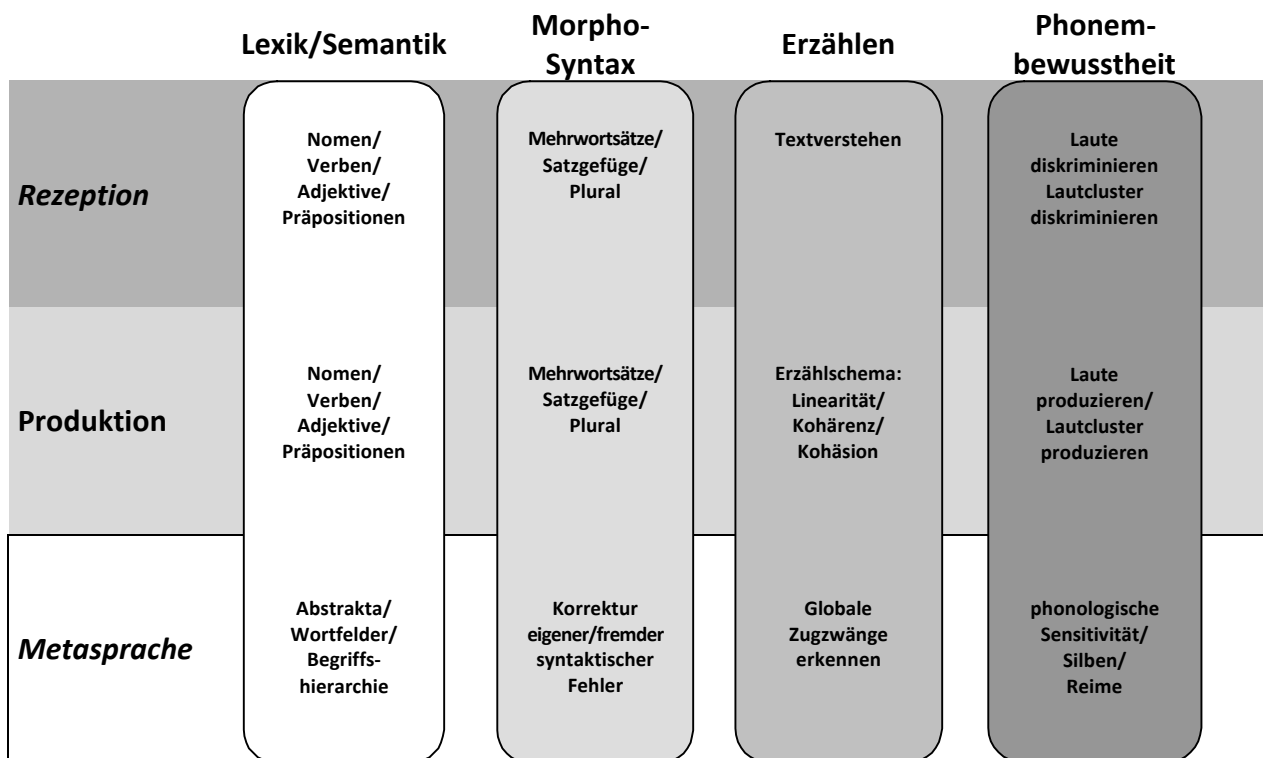 Lexik/Semantik
Morpho-
Syntax
Erzählen
Phonem-
bewusstheit
Rezeption
Nomen/
Verben/
Adjektive/
Präpositionen
Mehrwortsätze/
Satzgefüge/
Plural
Textverstehen
Laute
diskriminieren
Lautcluster
diskriminieren
Produktion
Nomen/
Verben/
Adjektive/
Präpositionen
Mehrwortsätze/
Satzgefüge/
Plural
Erzählschema:
Linearität/
Kohärenz/
Kohäsion
Laute
produzieren/
Lautcluster
produzieren
Metasprache
Abstrakta/
Wortfelder/
Begriffs-
hierarchie
Korrektur
eigener/fremder
syntaktischer
Fehler
Globale
Zugzwänge
erkennen
phonologische
Sensitivität/
Silben/
Reime